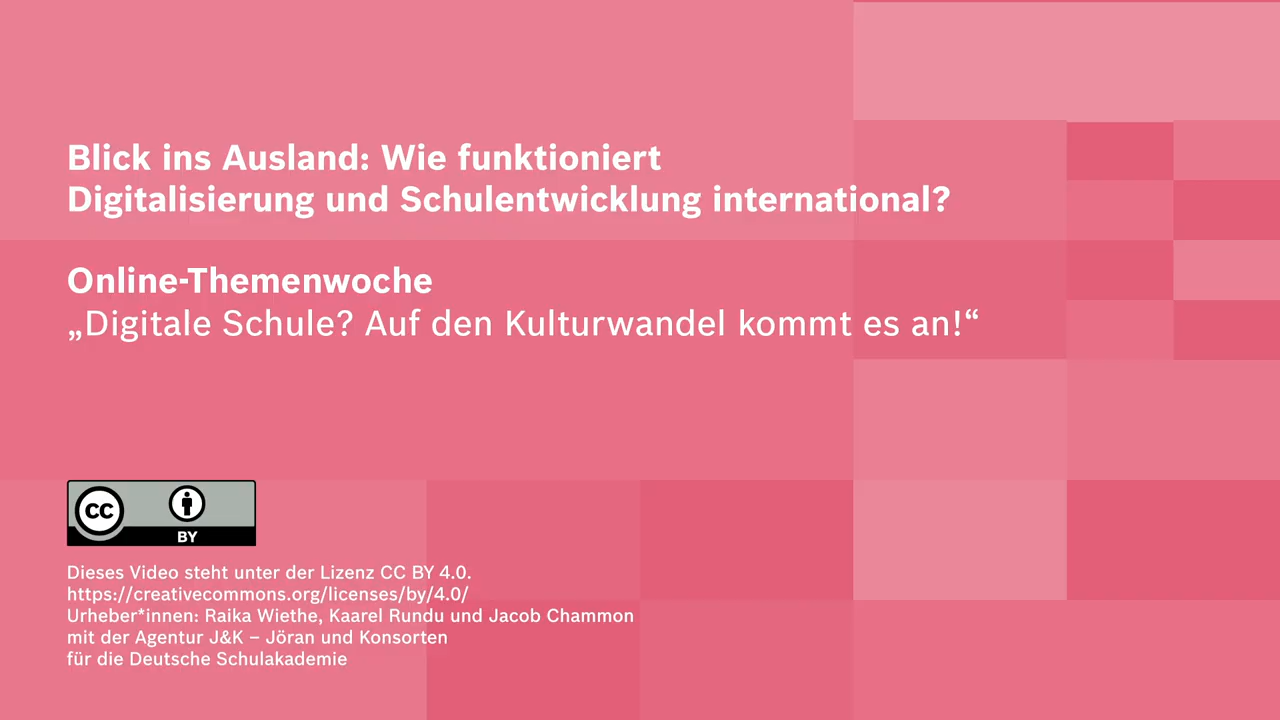 Blick ins Ausland: Wie funktioniert
Digitalisierung und Schulentwicklung international?
Online-Themenwoche
„Digitale Schule? Auf den Kulturwandel kommt es an!“
CC
BY
Dieses Video steht unter der Lizenz CC BY 4.0.
https://creativecommons.org/licenses/by/4.0/
Urheber*innen: Raika Wiethe, Kaarel Rundu und Jacob Chammon
mit der Agentur J&K – Jöran und Konsorten
für die Deutsche Schulakademie